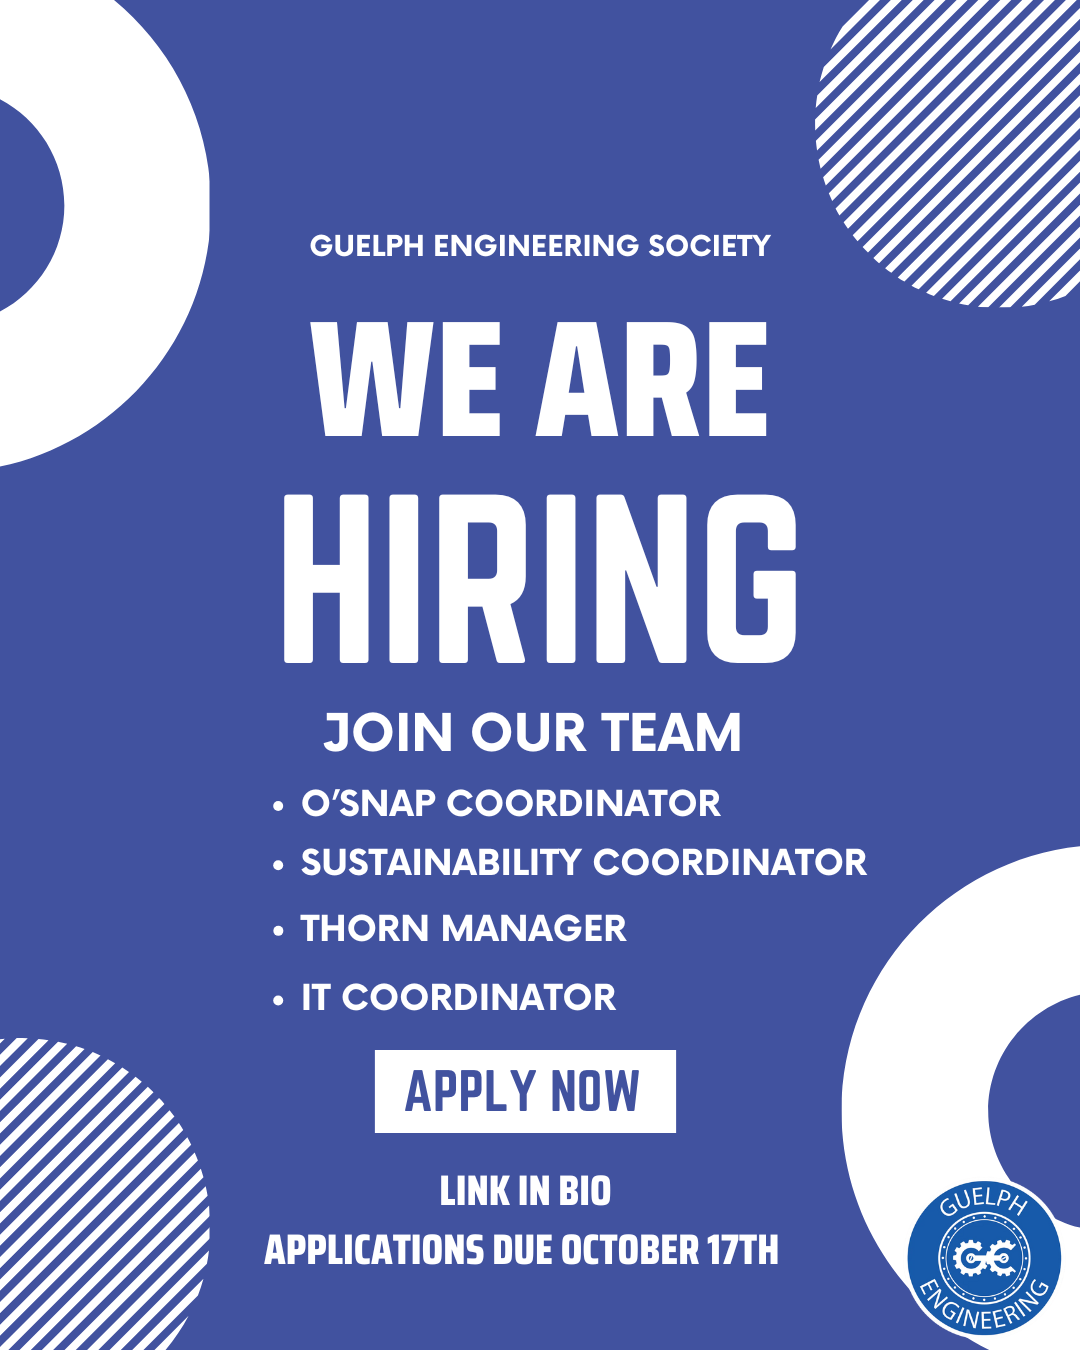 GUELPH ENGINEERING SOCIETY
WE ARE
HIRING
JOIN OUR TEAM
• O'SNAP COORDINATOR
• SUSTAINABILITY COORDINATOR
• THORN MANAGER
• IT COORDINATOR
APPLY NOW
LINK IN BIO
APPLICATIONS DUE OCTOBER 17TH
GUELPH
GE
ENGINEERING